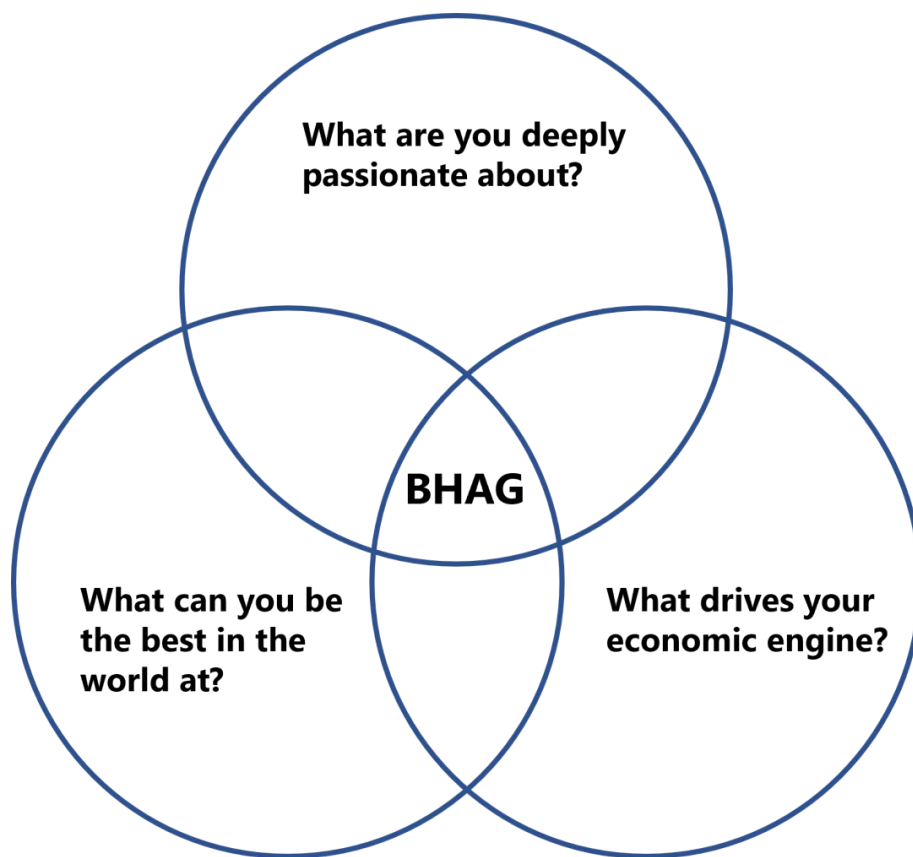 What are you deeply
passionate about?
BHAG
What can you be
the best in the
world at?
What drives your
economic engine?